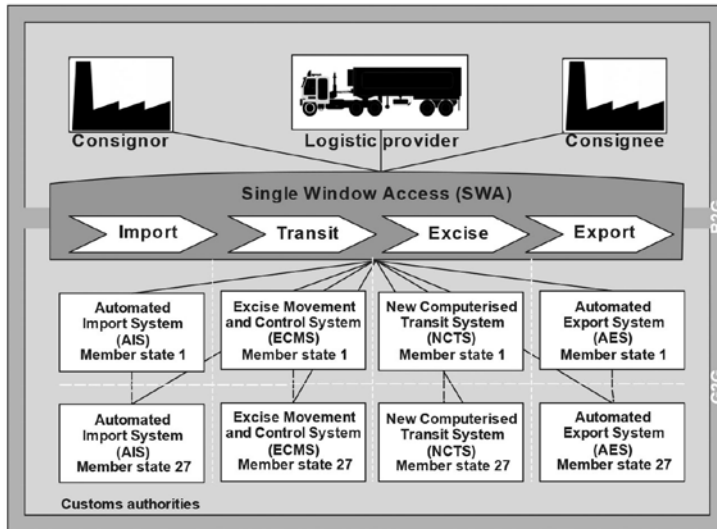 Consignor
Logistic provider
Consignee
Single Window Access (SWA)
Import
Transit
Excise
Export
B2G
Automated
Import System
(AIS)
Member state 1
Excise Movement
and Control System
(ECMS)
Member state 1
New Computerised
Transit System
(NCTS)
Member state 1
Automated
Export System
(AES)
Member state 1
G2G
Automated
Import System
(AIS)
Member state 27
Excise Movement
and Control System
(ECMS)
Member state 27
New Computerised
Transit System
(NCTS)
Member state 27
Automated
Export System
(AES)
Member state 27
Customs authorities